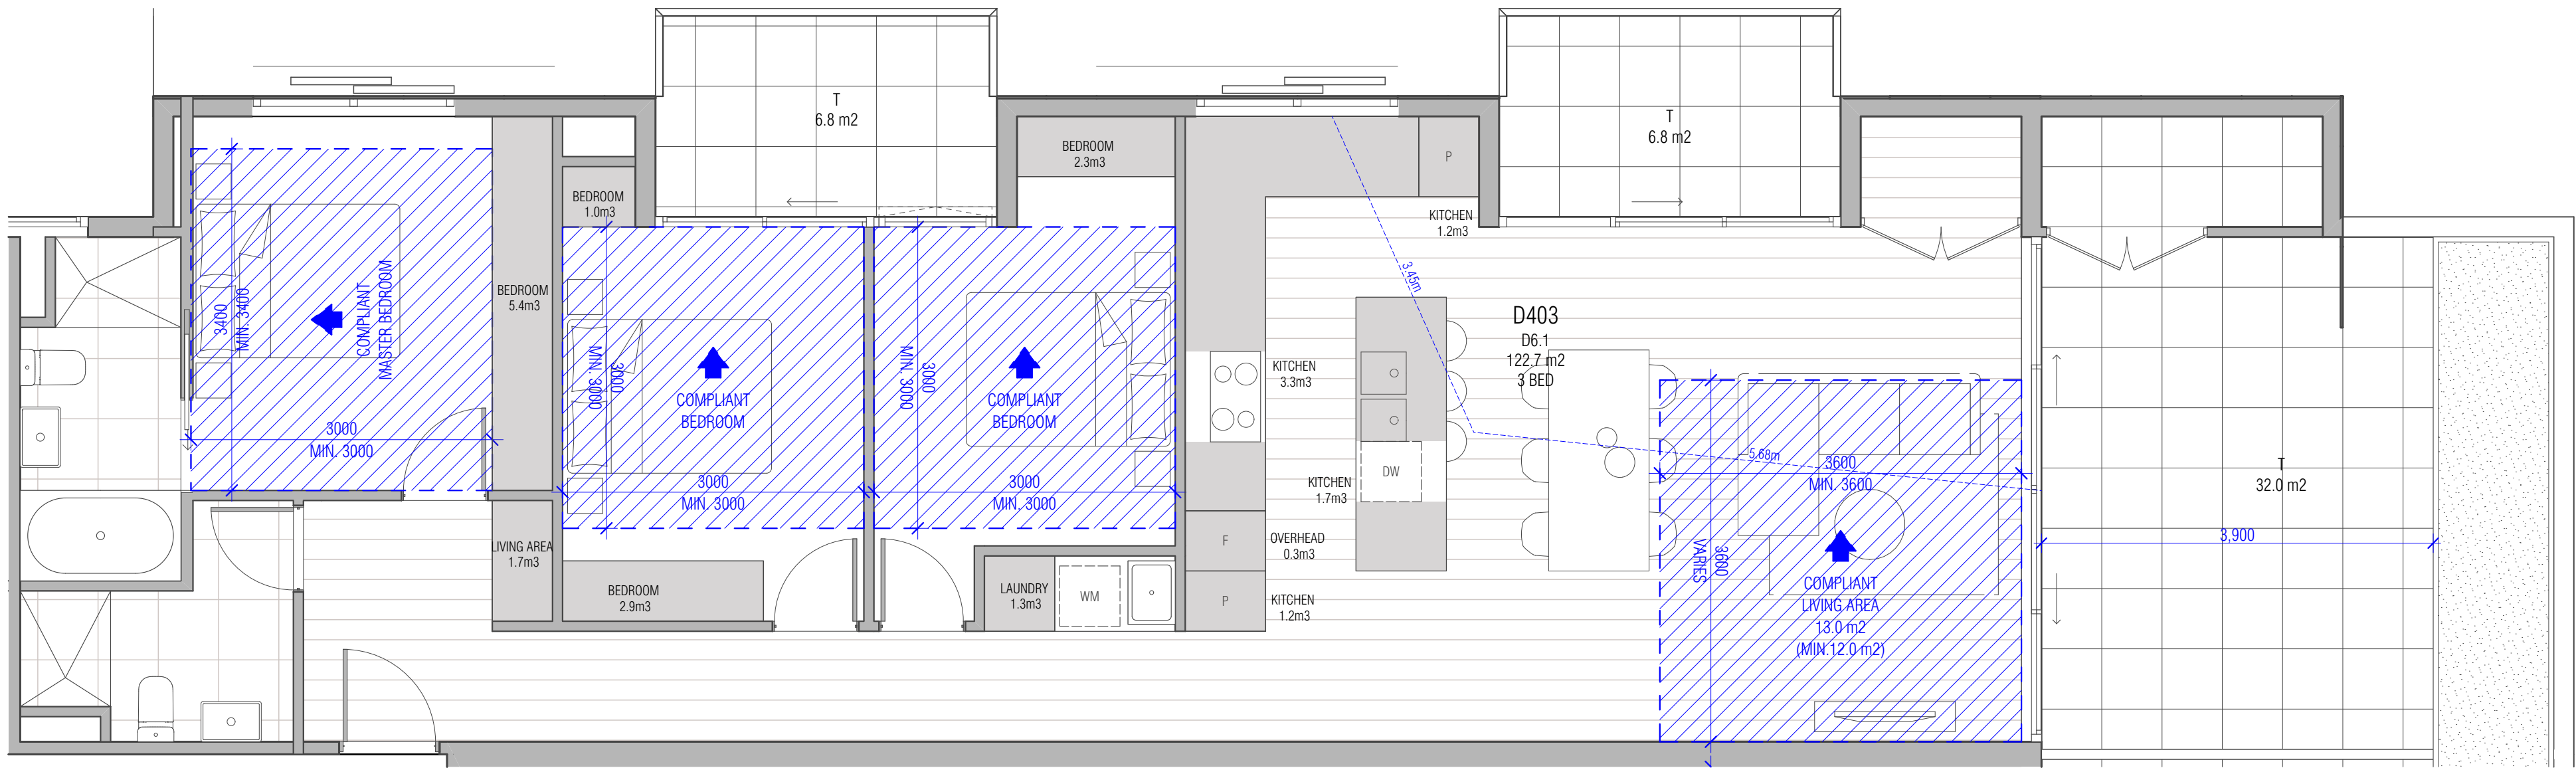 T
6.8 m2
T
6.8 m2
BEDROOM
2.3m3
P
BEDROOM
1.0m3
KITCHEN
1.2m3
3.45m
BEDROOM
5.4m3
3400
MIN. 3400
COMPLIANT
MASTER BEDROOM
3000
MIN. 3000
3000
MIN. 3000
COMPLIANT
BEDROOM
3000
MIN. 3000
3000
MIN. 3000
COMPLIANT
BEDROOM
3000
MIN. 3000
D403
D6.1
122.7 m2
3 BED
KITCHEN
3.3m3
DW
KITCHEN
1.7m3
5.68m
3600
MIN. 3600
T
32.0 m2
3,900
F
OVERHEAD
0.3m3
LIVING AREA
1.7m3
BEDROOM
2.9m3
LAUNDRY
1.3m3
WM
P
KITCHEN
1.2m3
3600
VARIES
COMPLIANT
LIVING AREA
13.0 m2
(MIN.12.0 m2)